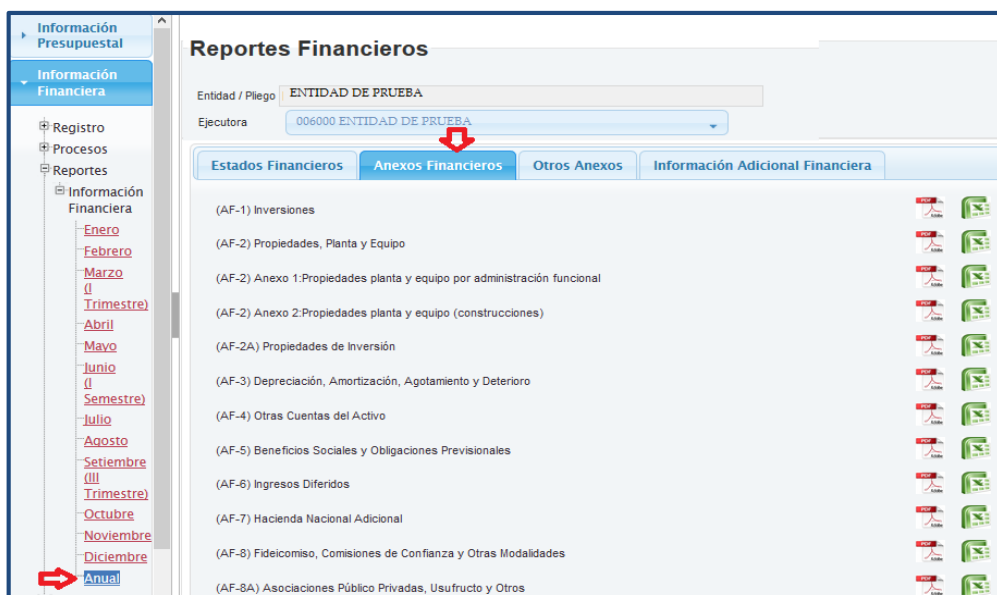 Información
Presupuestal
Información
Financiera
Registro
Procesos
Reportes
Información
Financiera
Enero
Febrero
Marzo
(I
Trimestre)
Abril
Mayo
Junio
(I
Semestre)
Julio
Agosto
Setiembre
(III
Trimestre)
Octubre
Noviembre
Diciembre
Anual
Reportes Financieros
Entidad / Pliego ENTIDAD DE PRUEBA
Ejecutora 006000 ENTIDAD DE PRUEBA
Estados Financieros Anexos Financieros Otros Anexos Información Adicional Financiera
(AF-1) Inversiones
(AF-2) Propiedades, Planta y Equipo
(AF-2) Anexo 1:Propiedades planta y equipo por administración funcional
(AF-2) Anexo 2:Propiedades planta y equipo (construcciones)
(AF-2A) Propiedades de Inversión
(AF-3) Depreciación, Amortización, Agotamiento y Deterioro
(AF-4) Otras Cuentas del Activo
(AF-5) Beneficios Sociales y Obligaciones Previsionales
(AF-6) Ingresos Diferidos
(AF-7) Hacienda Nacional Adicional
(AF-8) Fideicomiso, Comisiones de Confianza y Otras Modalidades
(AF-8A) Asociaciones Público Privadas, Usufructo y Otros